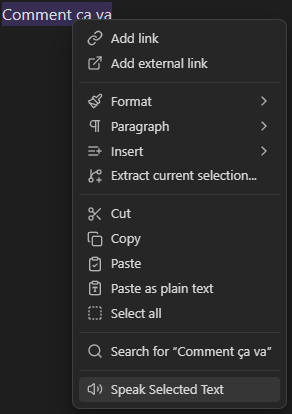 Comment ça va
Add link
Add external link
Format
Paragraph
Insert
Extract current selection...
Cut
Copy
Paste
Paste as plain text
Select all
Search for “Comment ça va”
Speak Selected Text